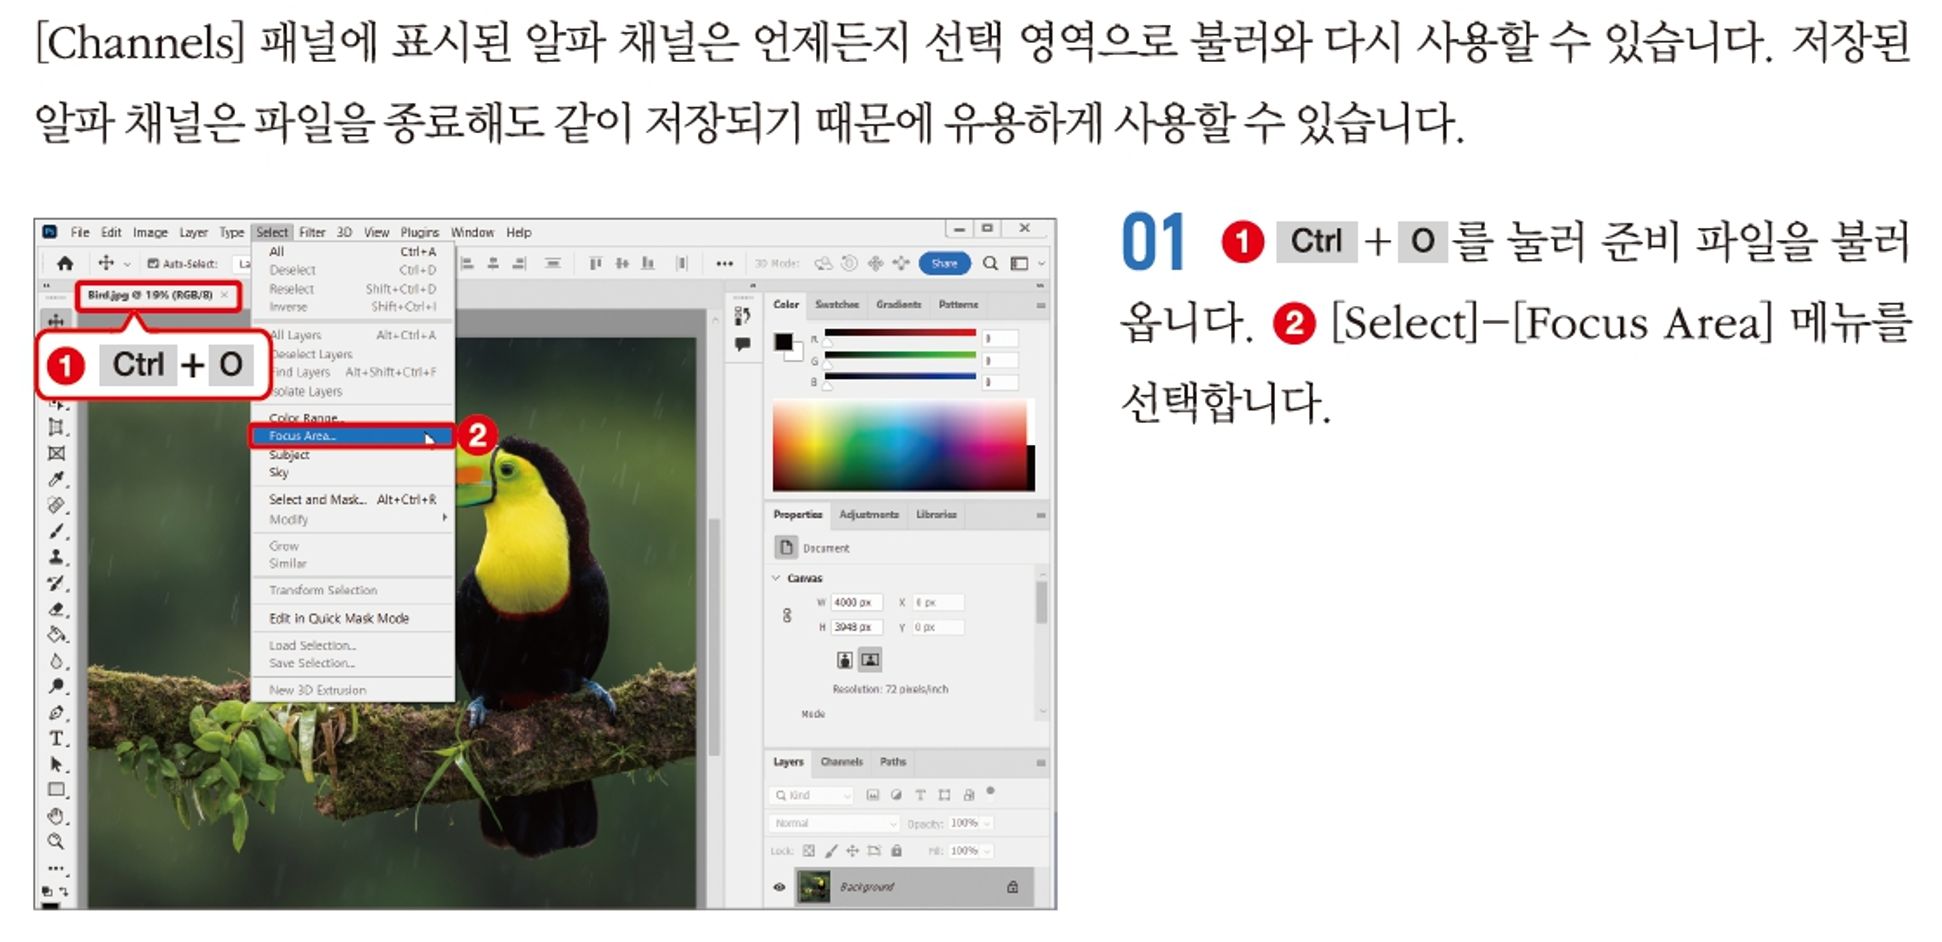 [Channels] 패널에 표시된 알파 채널은 언제든지 선택 영역으로 불러와 다시 사용할 수 있습니다. 저장된
알파 채널은 파일을 종료해도 같이 저장되기 때문에 유용하게 사용할 수 있습니다.
File Edit Image Layer Type Select Filter 3D View Plugins Window Help
Auto-Select: La
3D Mode: Share
Bird.jpg @ 19% (RGB/8) ×
1 Ctrl + O
All Ctrl+A
Deselect Ctrl+D
Reselect Shift+Ctrl+D
Inverse Shift+Ctrl+I
All Layers Alt+Ctrl+A
Deselect Layers
Find Layers Alt+Shift+Ctrl+F
Isolate Layers
Color Range...
Focus Area... 2
Subject
Sky
Select and Mask... Alt+Ctrl+R
Modify
Grow
Similar
Transform Selection
Edit in Quick Mask Mode
Load Selection...
Save Selection...
New 3D Extrusion
Color Swatches Gradients Patterns
R
G
B
Properties Adjustments Libraries
Document
Canvas
W 4000 px X 0 px
H 3948 px Y 0 px
Resolution: 72 pixels/inch
Mode
Layers Channels Paths
Kind
Normal Opacity: 100%
Lock: Fill: 100%
Background
01 1 Ctrl + O 를 눌러 준비 파일을 불러
옵니다. 2 [Select]-[Focus Area] 메뉴를
선택합니다.